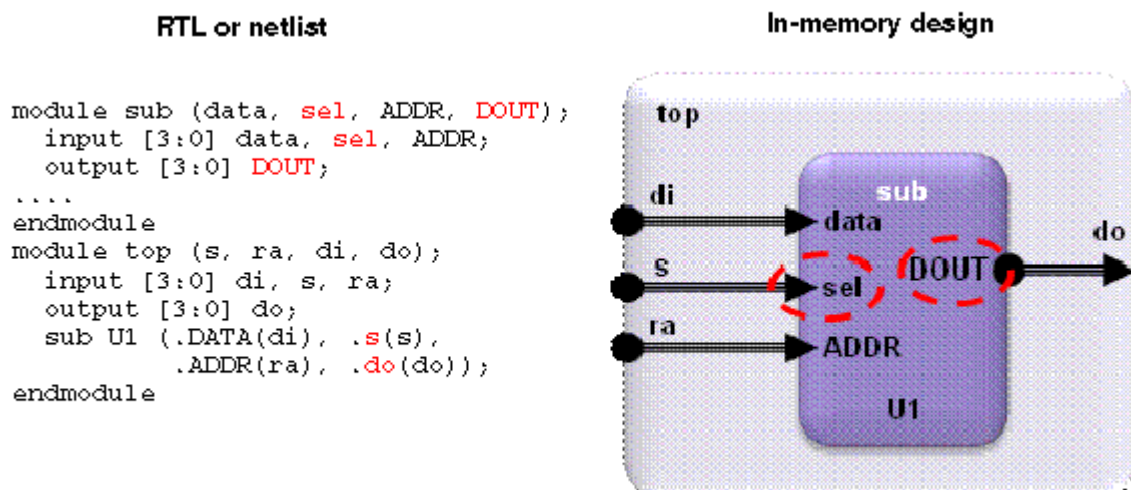 RTL or netlist
module sub (data, sel, ADDR, DOUT);
input [3:0] data, sel, ADDR;
output [3:0] DOUT;
....
endmodule
module top (s, ra, di, do);
input [3:0] di, s, ra;
output [3:0] do;
sub U1 (.DATA(di), .s(s),
.ADDR(ra), .do(do));
endmodule
In-memory design
top
sub
di
data
do
S
sel
DOUT
ra
ADDR
U1